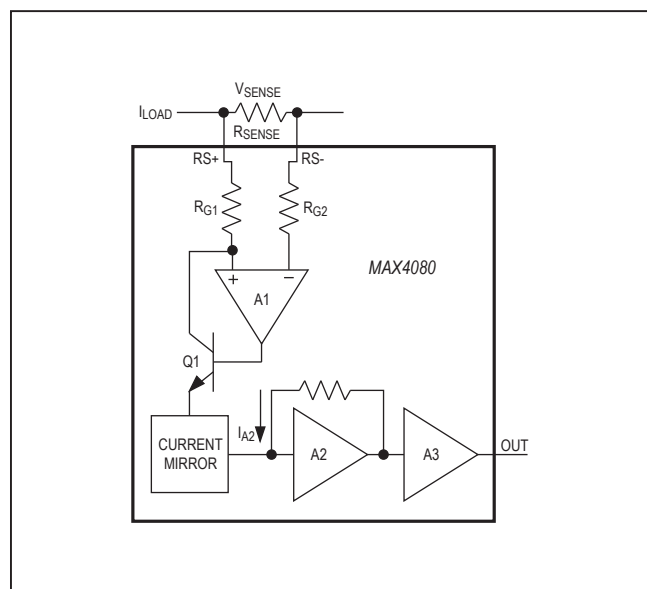 VSENSE
ILOAD
RSENSE
RS+ RS-
RG1 RG2
MAX4080
+ −
A1
Q1
IA2
CURRENT
MIRROR
A2
A3
OUT